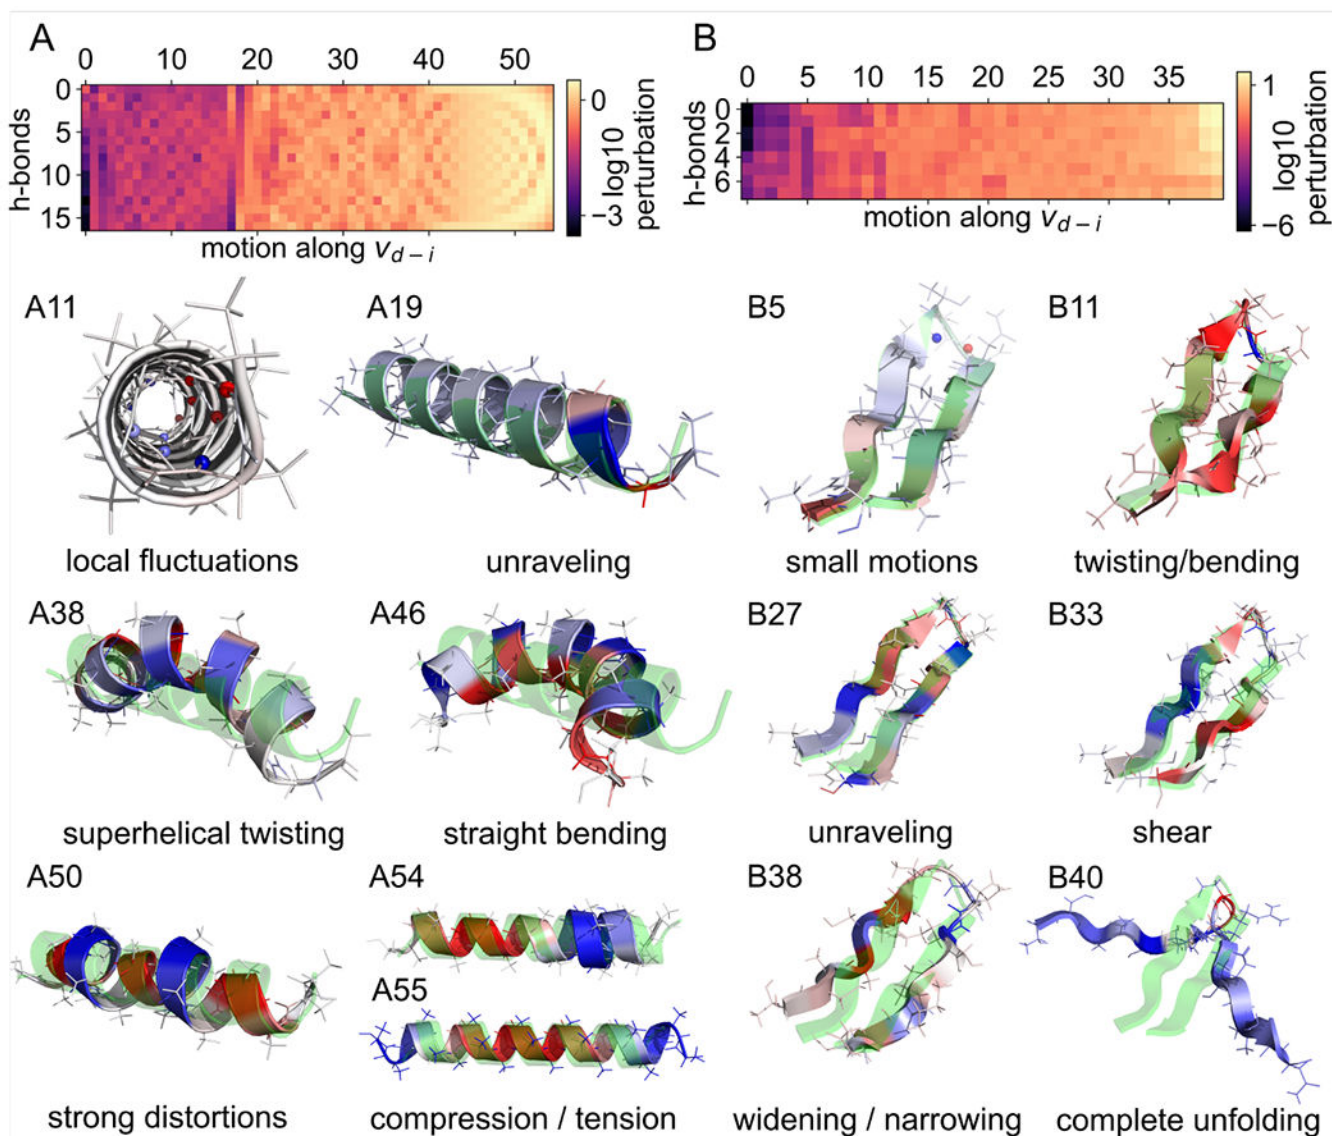 A
0 10 20 30 40 50
h-bonds
0
5
10
15
motion along v_{d-i}
0
−3
−log10
perturbation
B
0 5 10 15 20 25 30 35
h-bonds
0
2
4
6
motion along v_{d-i}
1
−6
−log10
perturbation
A11
local fluctuations
A19
unraveling
B5
small motions
B11
twisting/bending
A38
superhelical twisting
A46
straight bending
B27
unraveling
B33
shear
A50
strong distortions
A54
A55
compression / tension
B38
widening / narrowing
B40
complete unfolding